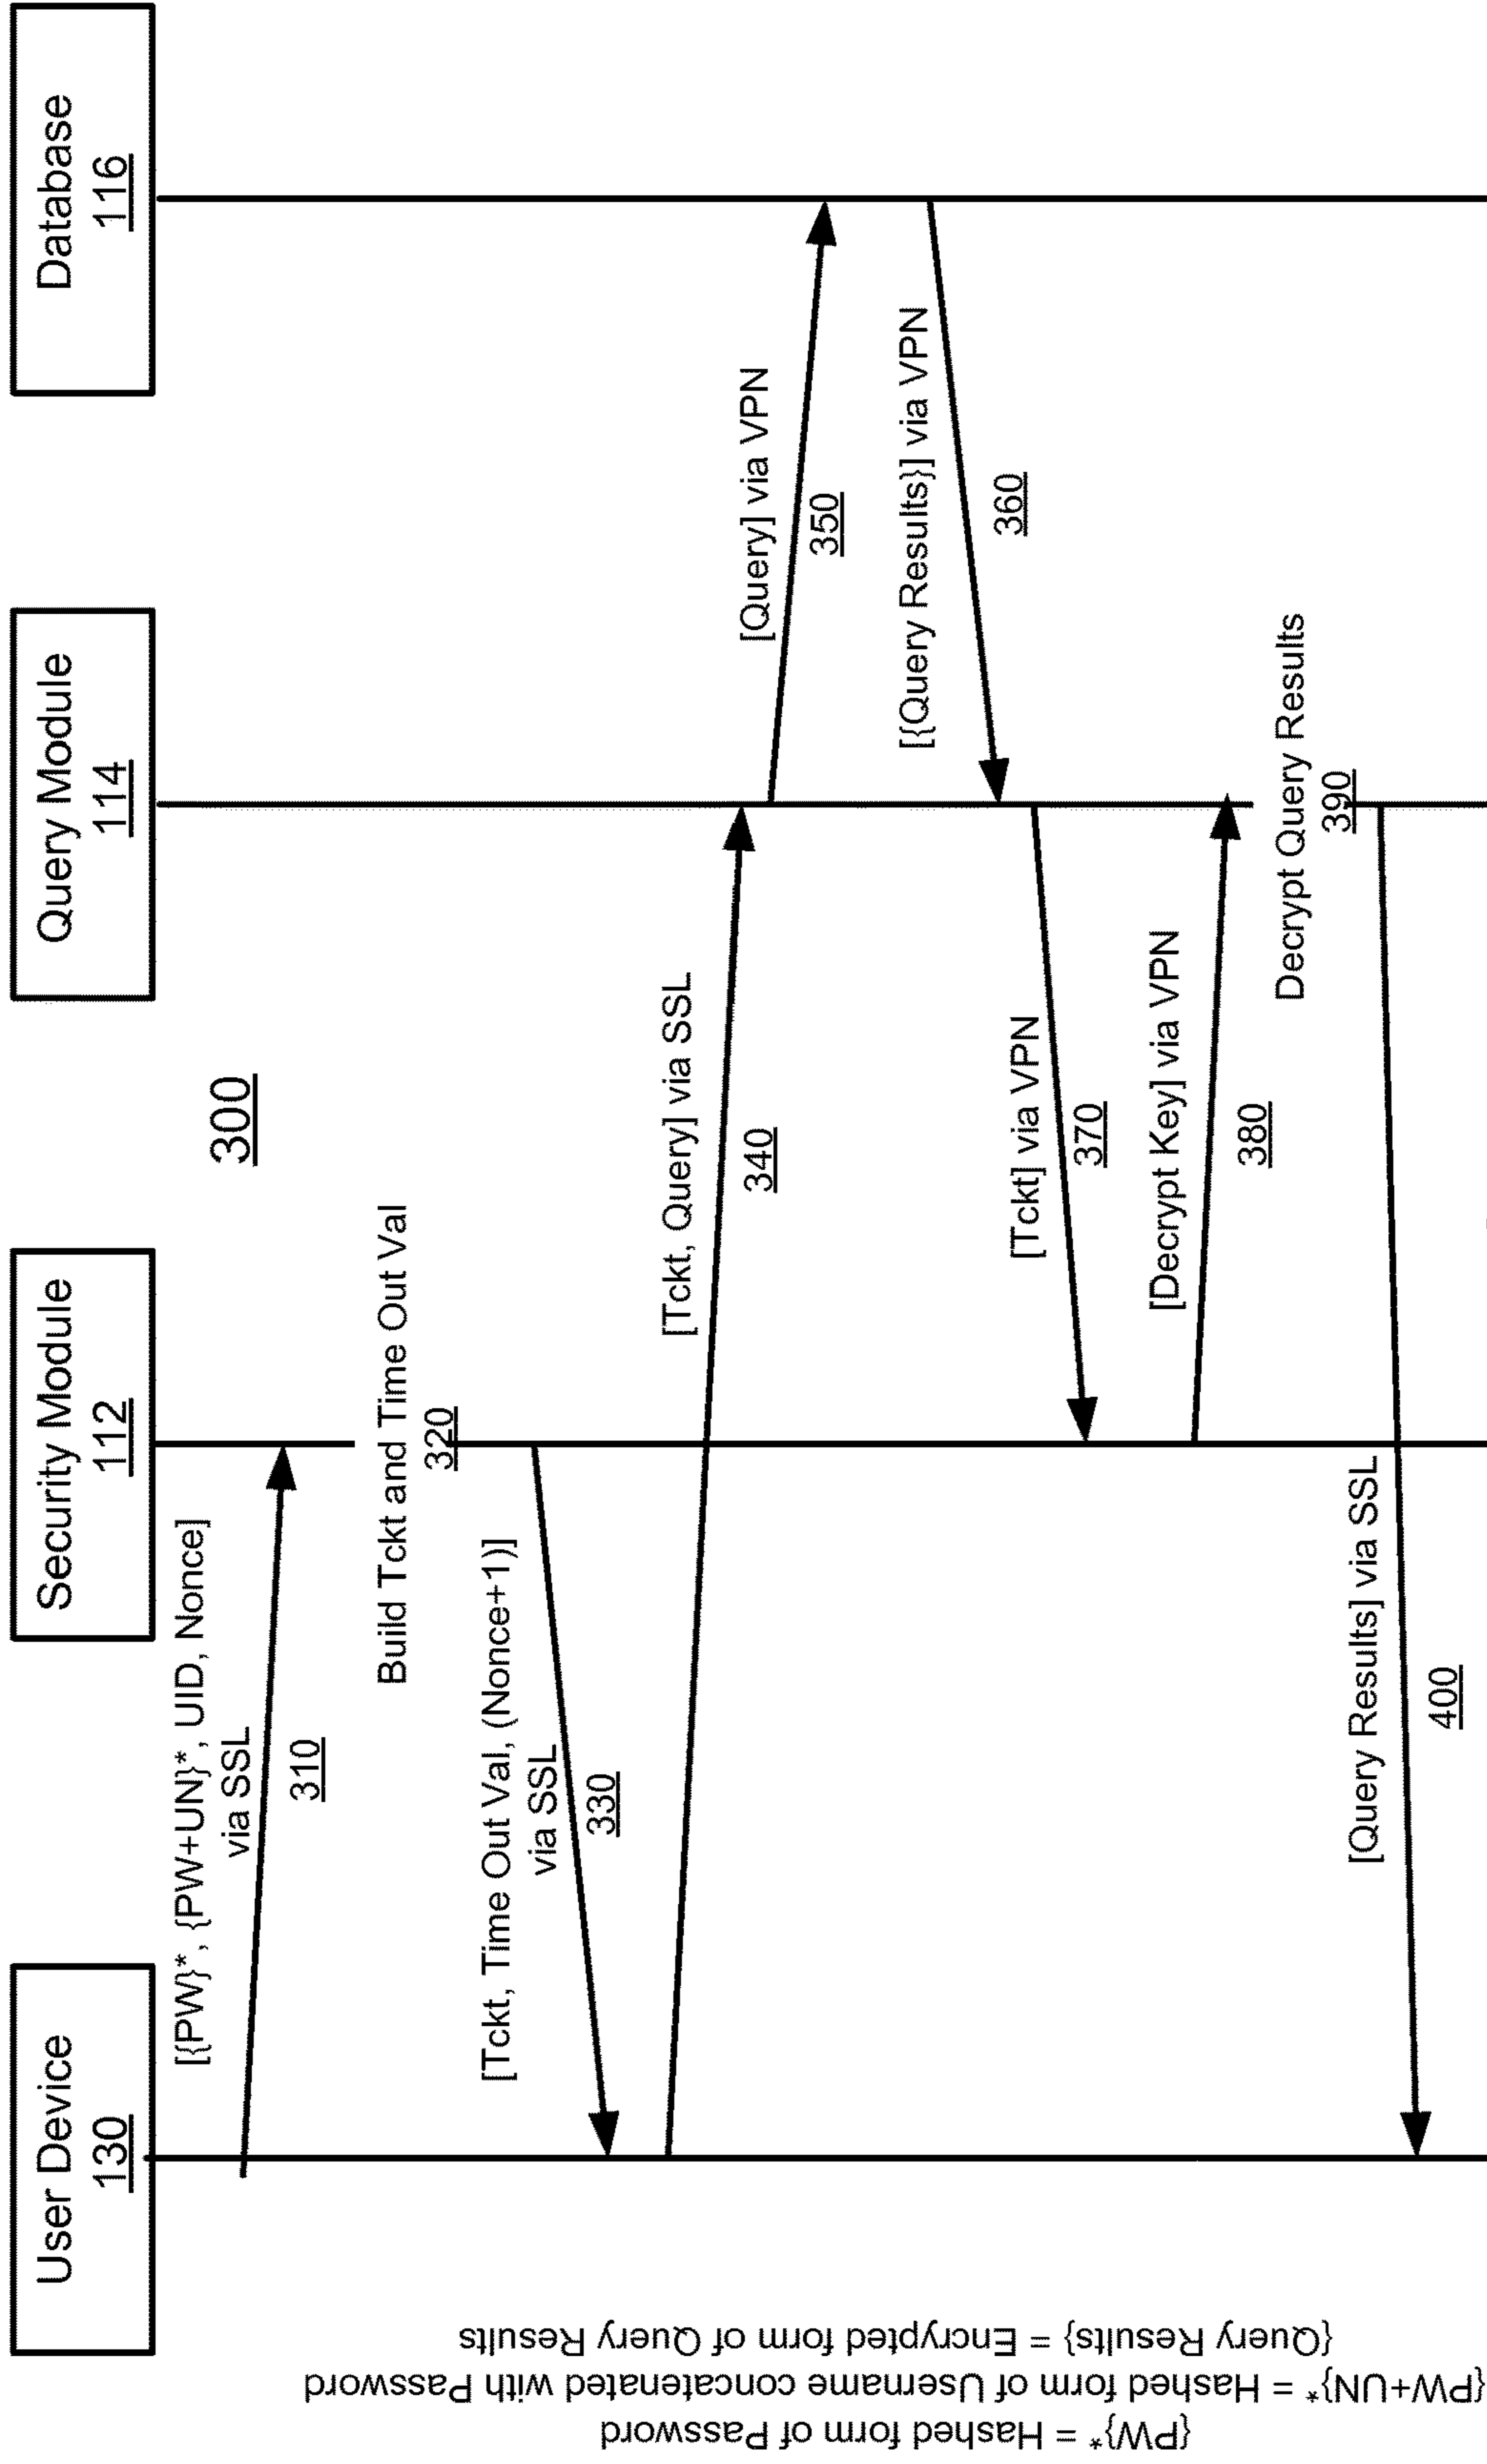 User Device
130
Security Module
112
Query Module
114
Database
116
300
[{PW}*, {PW+UN}*, UID, Nonce]
via SSL
310
Build Tckt and Time Out Val
320
[Tckt, Time Out Val, (Nonce+1)]
via SSL
330
[Tckt, Query] via SSL
340
[Query] via VPN
350
[{Query Results}] via VPN
360
[Tckt] via VPN
370
[Decrypt Key] via VPN
380
Decrypt Query Results
390
[Query Results] via SSL
400
{PW}* = Hashed form of Password
{PW+UN}* = Hashed form of Username concatenated with Password
{Query Results} = Encrypted form of Query Results